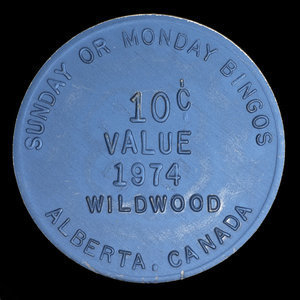 SUNDAY OR MONDAY BINGOS
10¢
VALUE
1974
WILDWOOD
ALBERTA, CANADA